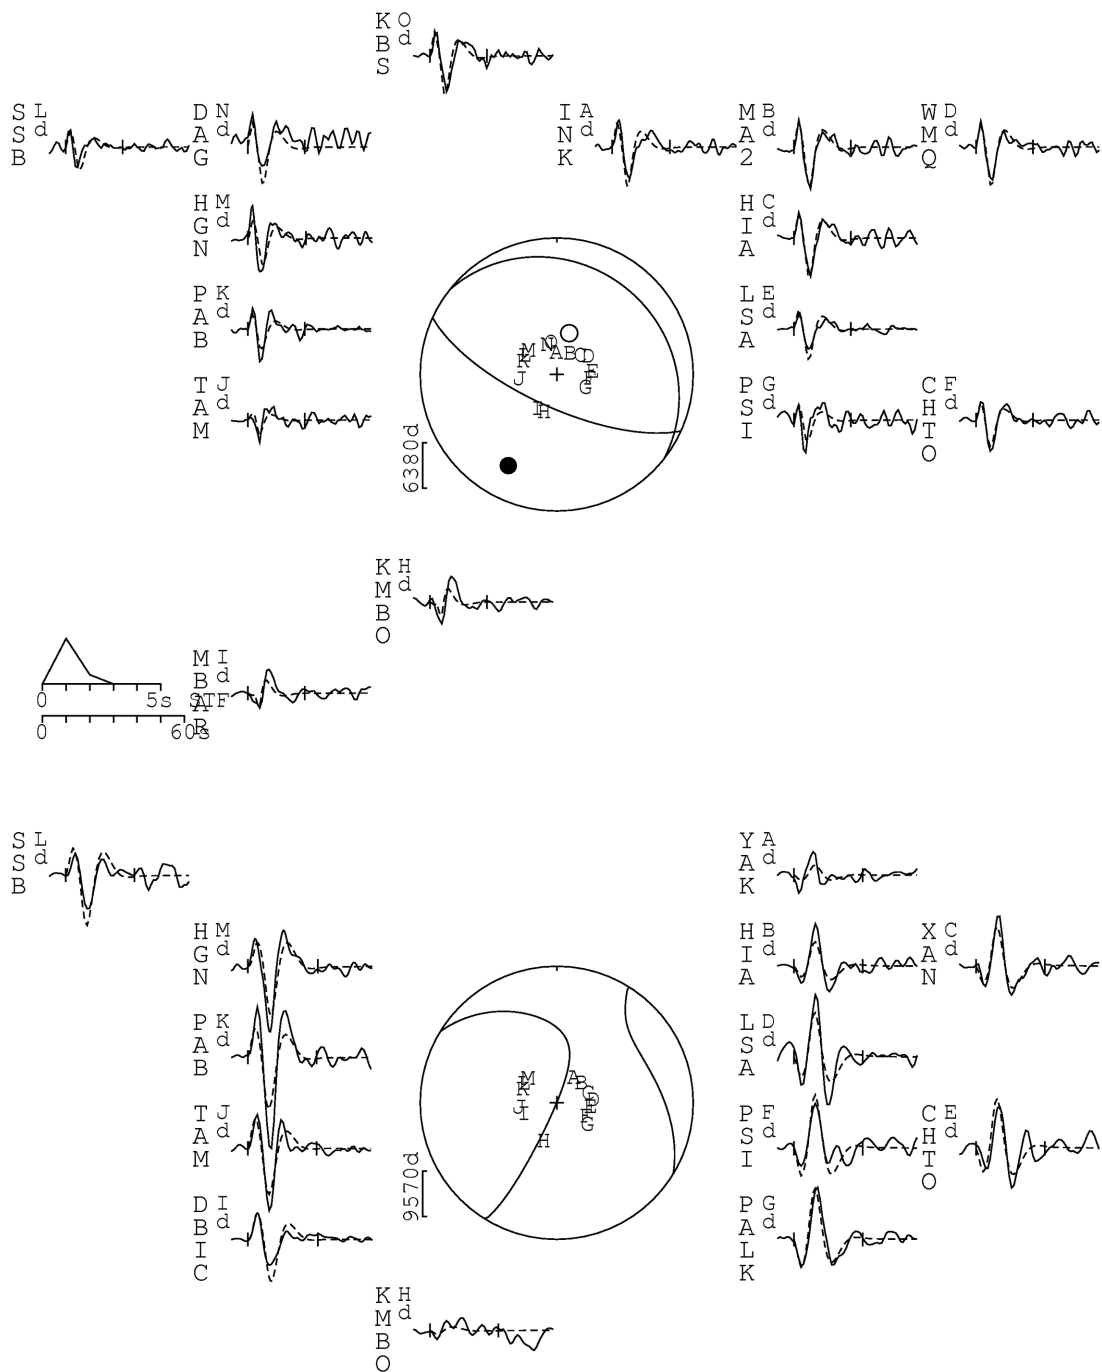 KBS O d
SSB L d
DAG N d
INK A d
MA2 B d
WMQ D d
HGN M d
HIA C d
PAB K d
LSA E d
TAM J d
PSI G d
CHTO F d
N O
M A B C D
L K E
J F
G
I H
6380d
KMBO H d
MBAR I d
0 5s STF
0 60s
SSB L d
YAK A d
HGN M d
HIA B d
XAN C d
PAB K d
LSA D d
TAM J d
PSI F d
CHTO E d
M A B
L K C D
J I E
F G
H
9570d
DBIC I d
PALK G d
KMBO H d